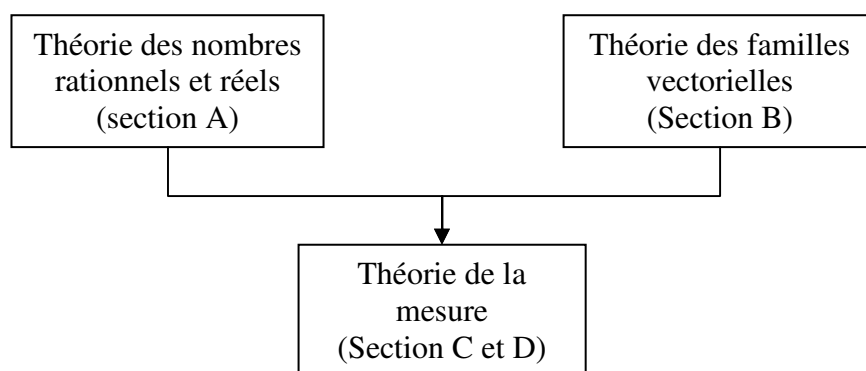 Théorie des nombres
rationnels et réels
(section A)
Théorie des familles
vectorielles
(Section B)
Théorie de la
mesure
(Section C et D)